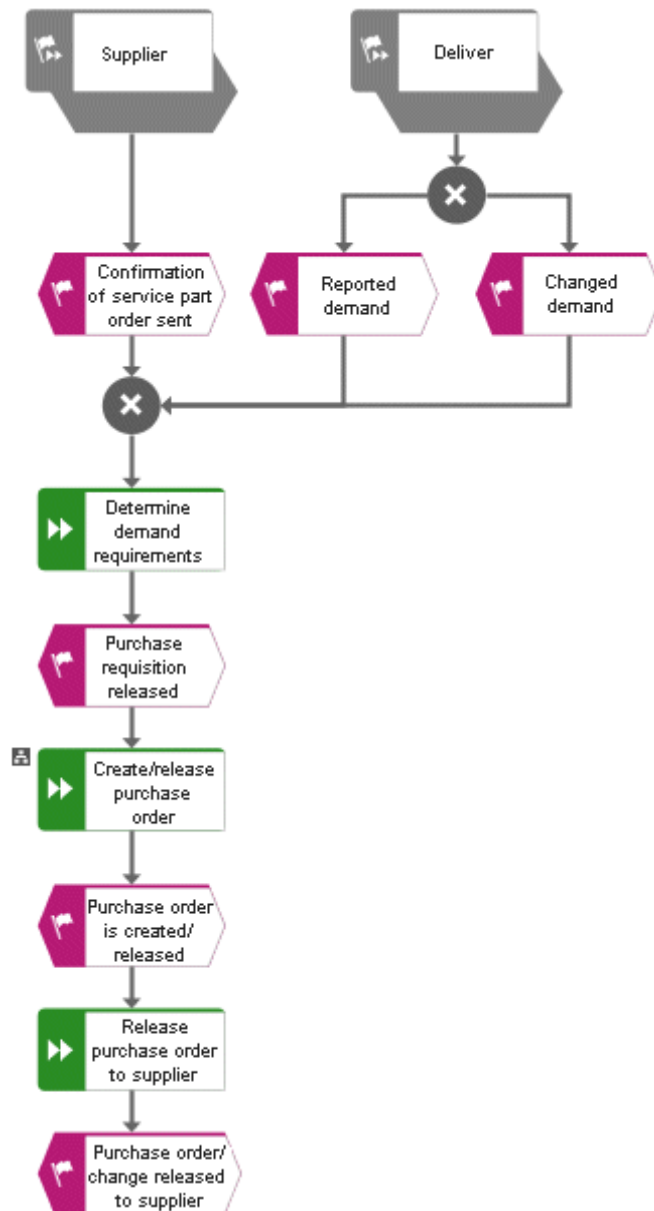 Supplier
Deliver
Confirmation
of service part
order sent
Reported
demand
Changed
demand
Determine
demand
requirements
Purchase
requisition
released
Create/release
purchase
order
Purchase order
is created/
released
Release
purchase order
to supplier
Purchase order/
change released
to supplier